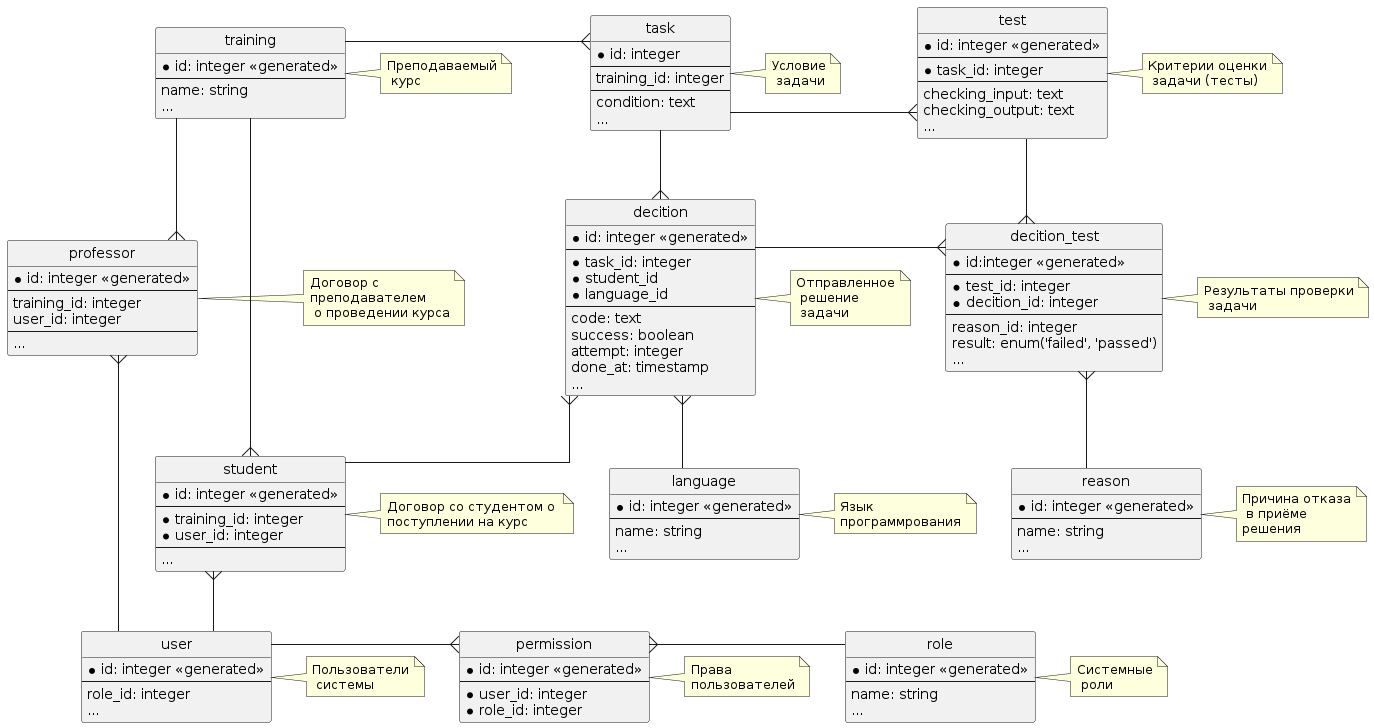 training
id: integer «generated»
name: string
...
Преподаваемый
курс
task
id: integer
training_id: integer
condition: text
...
Условие
задачи
test
id: integer «generated»
task_id: integer
checking_input: text
checking_output: text
...
Критерии оценки
задачи (тесты)
professor
id: integer «generated»
training_id: integer
user_id: integer
...
Договор с
преподавателем
о проведении курса
decition
id: integer «generated»
task_id: integer
student_id
language_id
code: text
success: boolean
attempt: integer
done_at: timestamp
...
Отправленное
решение
задачи
decition_test
id:integer «generated»
test_id: integer
decition_id: integer
reason_id: integer
result: enum('failed', 'passed')
...
Результаты проверки
задачи
student
id: integer «generated»
training_id: integer
user_id: integer
...
Договор со студентом о
поступлении на курс
language
id: integer «generated»
name: string
...
Язык
программрования
reason
id: integer «generated»
name: string
...
Причина отказа
в приёме
решения
user
id: integer «generated»
role_id: integer
...
Пользователи
системы
permission
id: integer «generated»
user_id: integer
role_id: integer
Права
пользователей
role
id: integer «generated»
name: string
...
Системные
роли